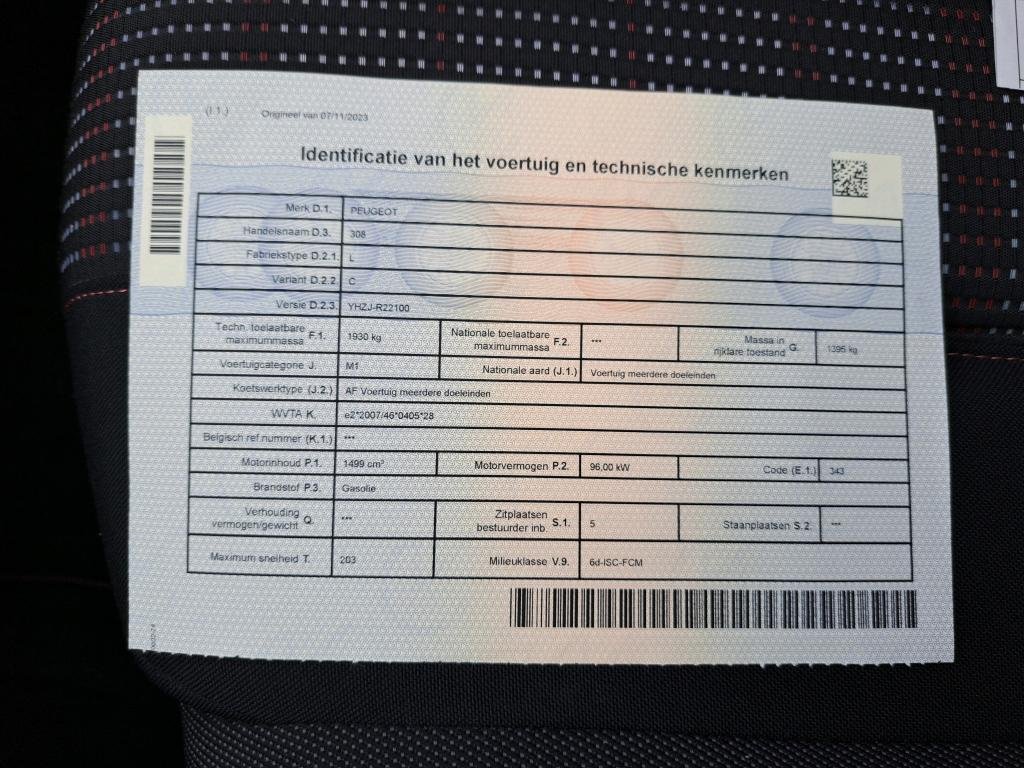 (I.1.) Origineel van 07/11/2023
Identificatie van het voertuig en technische kenmerken
Merk D.1. PEUGEOT
Handelsnaam D.3. 308
Fabriekstype D.2.1. L
Variant D.2.2. C
Versie D.2.3. YHZJ-R22100
Techn. toelaatbare maximummassa F.1. 1930 kg Nationale toelaatbare maximummassa F.2. *** Massa in rijklare toestand G. 1395 kg
Voertuigcategorie J. M1 Nationale aard (J.1.) Voertuig meerdere doeleinden
Koetswerktype (J.2.) AF Voertuig meerdere doeleinden
WVTA K. e2*2007/46*0405*28
Belgisch ref.nummer (K.1.) ***
Motorinhoud P.1. 1499 cm³ Motorvermogen P.2. 96,00 kW Code (E.1.) 343
Brandstof P.3. Gasolie
Verhouding vermogen/gewicht Q. *** Zitplaatsen bestuurder inb. S.1. 5 Staanplaatsen S.2. ***
Maximum snelheid T. 203 Milieuklasse V.9. 6d-ISC-FCM